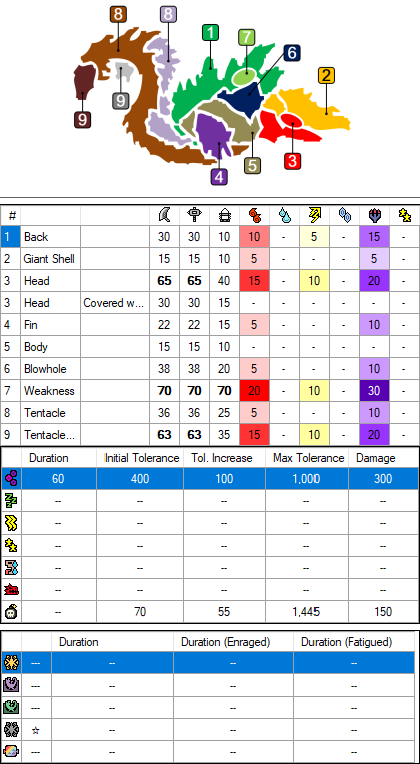 8
8
1
7
6
2
9
9
4
5
3
#
1 Back 30 30 10 10 - 5 - 15 -
2 Giant Shell 15 15 10 5 - - - 5 -
3 Head 65 65 40 15 - 10 - 20 -
3 Head Covered w... 30 30 15 - - - - - -
4 Fin 22 22 15 5 - - - 10 -
5 Body 15 15 10 - - - - - -
6 Blowhole 38 38 20 5 - - - 10 -
7 Weakness 70 70 70 20 - 10 - 30 -
8 Tentacle 36 36 25 5 - - - 10 -
9 Tentacle... 63 63 35 15 - 10 - 20 -
Duration Initial Tolerance Tol. Increase Max Tolerance Damage
60 400 100 1,000 300
-- -- -- -- --
-- -- -- -- --
-- -- -- -- --
-- -- -- -- --
-- -- -- -- --
-- 70 55 1,445 150
Duration Duration (Enraged) Duration (Fatigued)
--- -- -- --
--- -- -- --
--- -- -- --
☆ -- -- --
--- -- -- --